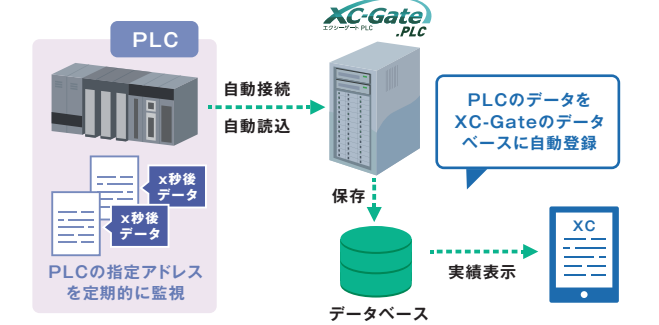 PLC
x秒後
データ
x秒後
データ
PLCの指定アドレス
を定期的に監視
自動接続
自動読込
XC-Gate
エクシーゲート PLC
.PLC
保存
データベース
PLCのデータを
XC-Gateのデータ
ベースに自動登録
実績表示
XC